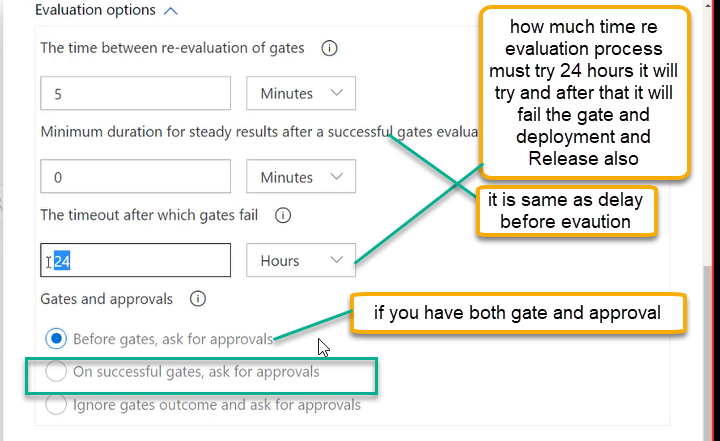 Evaluation options
The time between re-evaluation of gates
5
Minutes
Minimum duration for steady results after a successful gates evalua
0
Minutes
The timeout after which gates fail
24
Hours
Gates and approvals
Before gates, ask for approvals
On successful gates, ask for approvals
Ignore gates outcome and ask for approvals
how much time re
evaluation process
must try 24 hours it will
try and after that it will
fail the gate and
deployment and
Release also
it is same as delay
before evaution
if you have both gate and approval